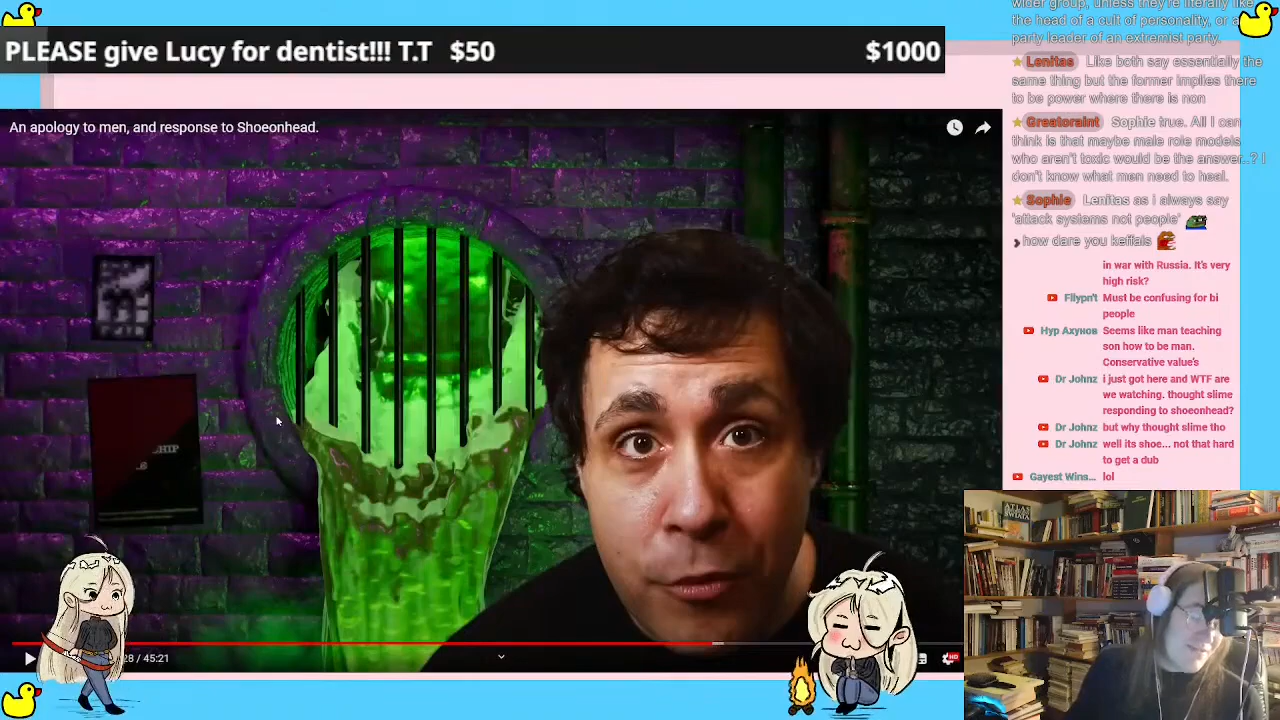 PLEASE give Lucy for dentist!!! T.T $50 $1000
An apology to men, and response to Shoeonhead.
28 / 45:21
HD
wider group, unless they're literally like
the head of a cult of personality, or a
party leader of an extremist party.
Lenitas Like both say essentially the
same thing but the former implies there
to be power where there is non
Greatoraint Sophie true. All I can
think is that maybe male role models
who aren't toxic would be the answer..? I
don't know what men need to heal.
Sophie Lenitas as i always say
'attack systems not people'
how dare you keffals
in war with Russia. It's very
high risk?
Fliypn't Must be confusing for bi
people
Нур Ахунов Seems like man teaching
son how to be man.
Conservative value's
Dr Johnz i just got here and WTF are
we watching. thought slime
responding to shoeonhead?
Dr Johnz but why thought slime tho
Dr Johnz well its shoe... not that hard
to get a dub
Gayest Wins... lol